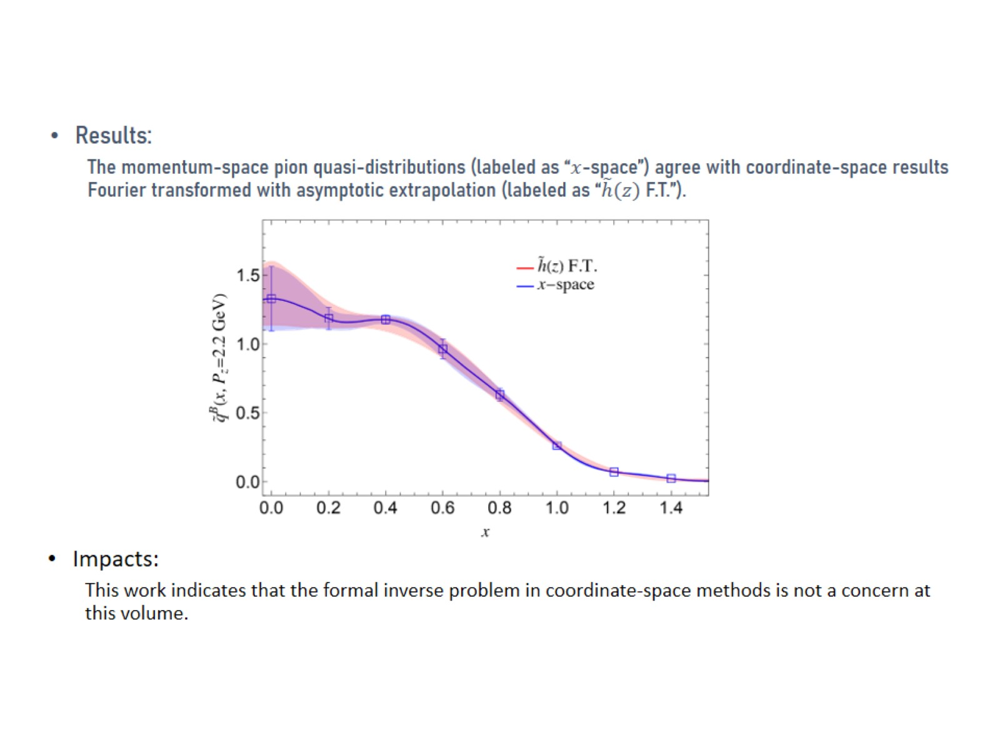 • Results:
The momentum-space pion quasi-distributions (labeled as “x-space”) agree with coordinate-space results
Fourier transformed with asymptotic extrapolation (labeled as “h̃(z) F.T.”).
h̃(z) F.T.
x−space
q̃ᴮ(x, P_z=2.2 GeV)
1.5
1.0
0.5
0.0
0.0 0.2 0.4 0.6 0.8 1.0 1.2 1.4
x
• Impacts:
This work indicates that the formal inverse problem in coordinate-space methods is not a concern at
this volume.